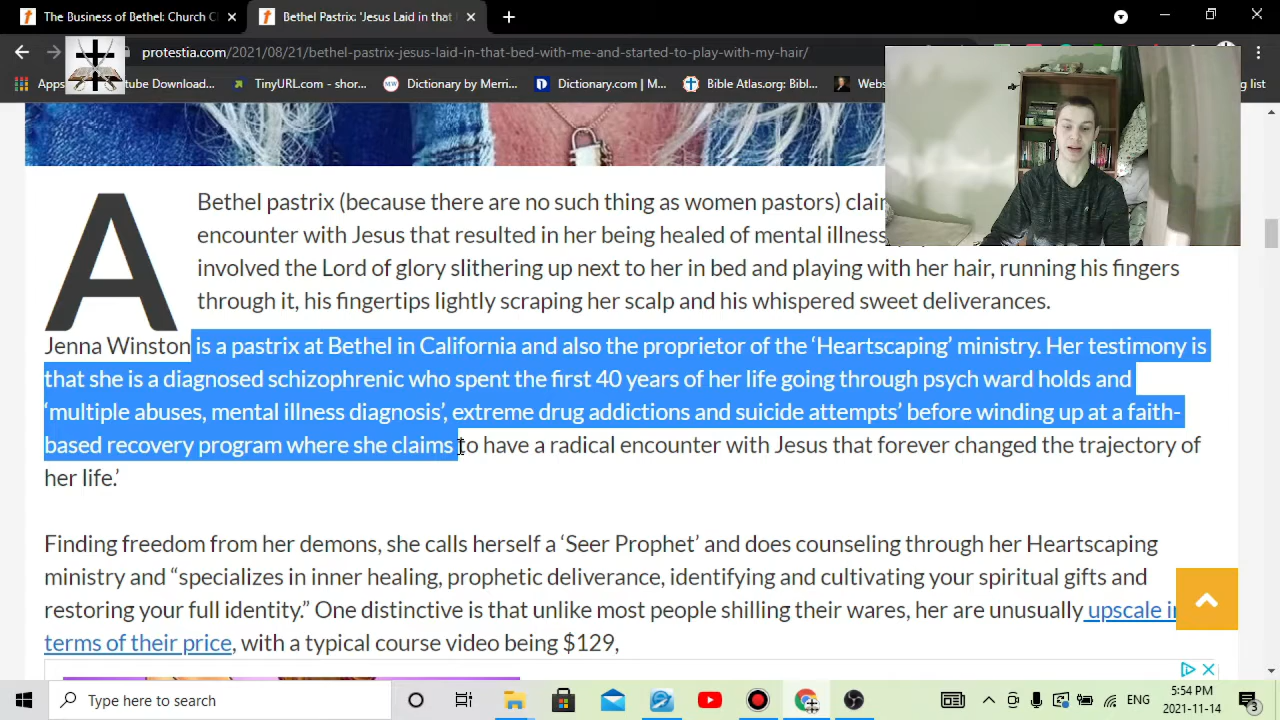 The Business of Bethel: Church C
Bethel Pastrix: 'Jesus Laid in that
protestia.com/2021/08/21/bethel-pastrix-jesus-laid-in-that-bed-with-me-and-started-to-play-with-my-hair/
Apps
tube Download...
TinyURL.com - shor...
Dictionary by Merri...
Dictionary.com | M...
Bible Atlas.org: Bibl...
ng list
A Bethel pastrix (because there are no such thing as women pastors)
encounter with Jesus that resulted in her being healed of mental illness
involved the Lord of glory slithering up next to her in bed and playing with her hair, running his fingers
through it, his fingertips lightly scraping her scalp and his whispered sweet deliverances.
Jenna Winston is a pastrix at Bethel in California and also the proprietor of the ‘Heartscaping’ ministry. Her testimony is
that she is a diagnosed schizophrenic who spent the first 40 years of her life going through psych ward holds and
‘multiple abuses, mental illness diagnosis’, extreme drug addictions and suicide attempts’ before winding up at a faith-
based recovery program where she claims to have a radical encounter with Jesus that forever changed the trajectory of
her life.’
Finding freedom from her demons, she calls herself a ‘Seer Prophet’ and does counseling through her Heartscaping
ministry and “specializes in inner healing, prophetic deliverance, identifying and cultivating your spiritual gifts and
restoring your full identity.” One distinctive is that unlike most people shilling their wares, her are unusually upscale in
terms of their price, with a typical course video being $129,
Type here to search
ENG
5:54 PM
2021-11-14
3